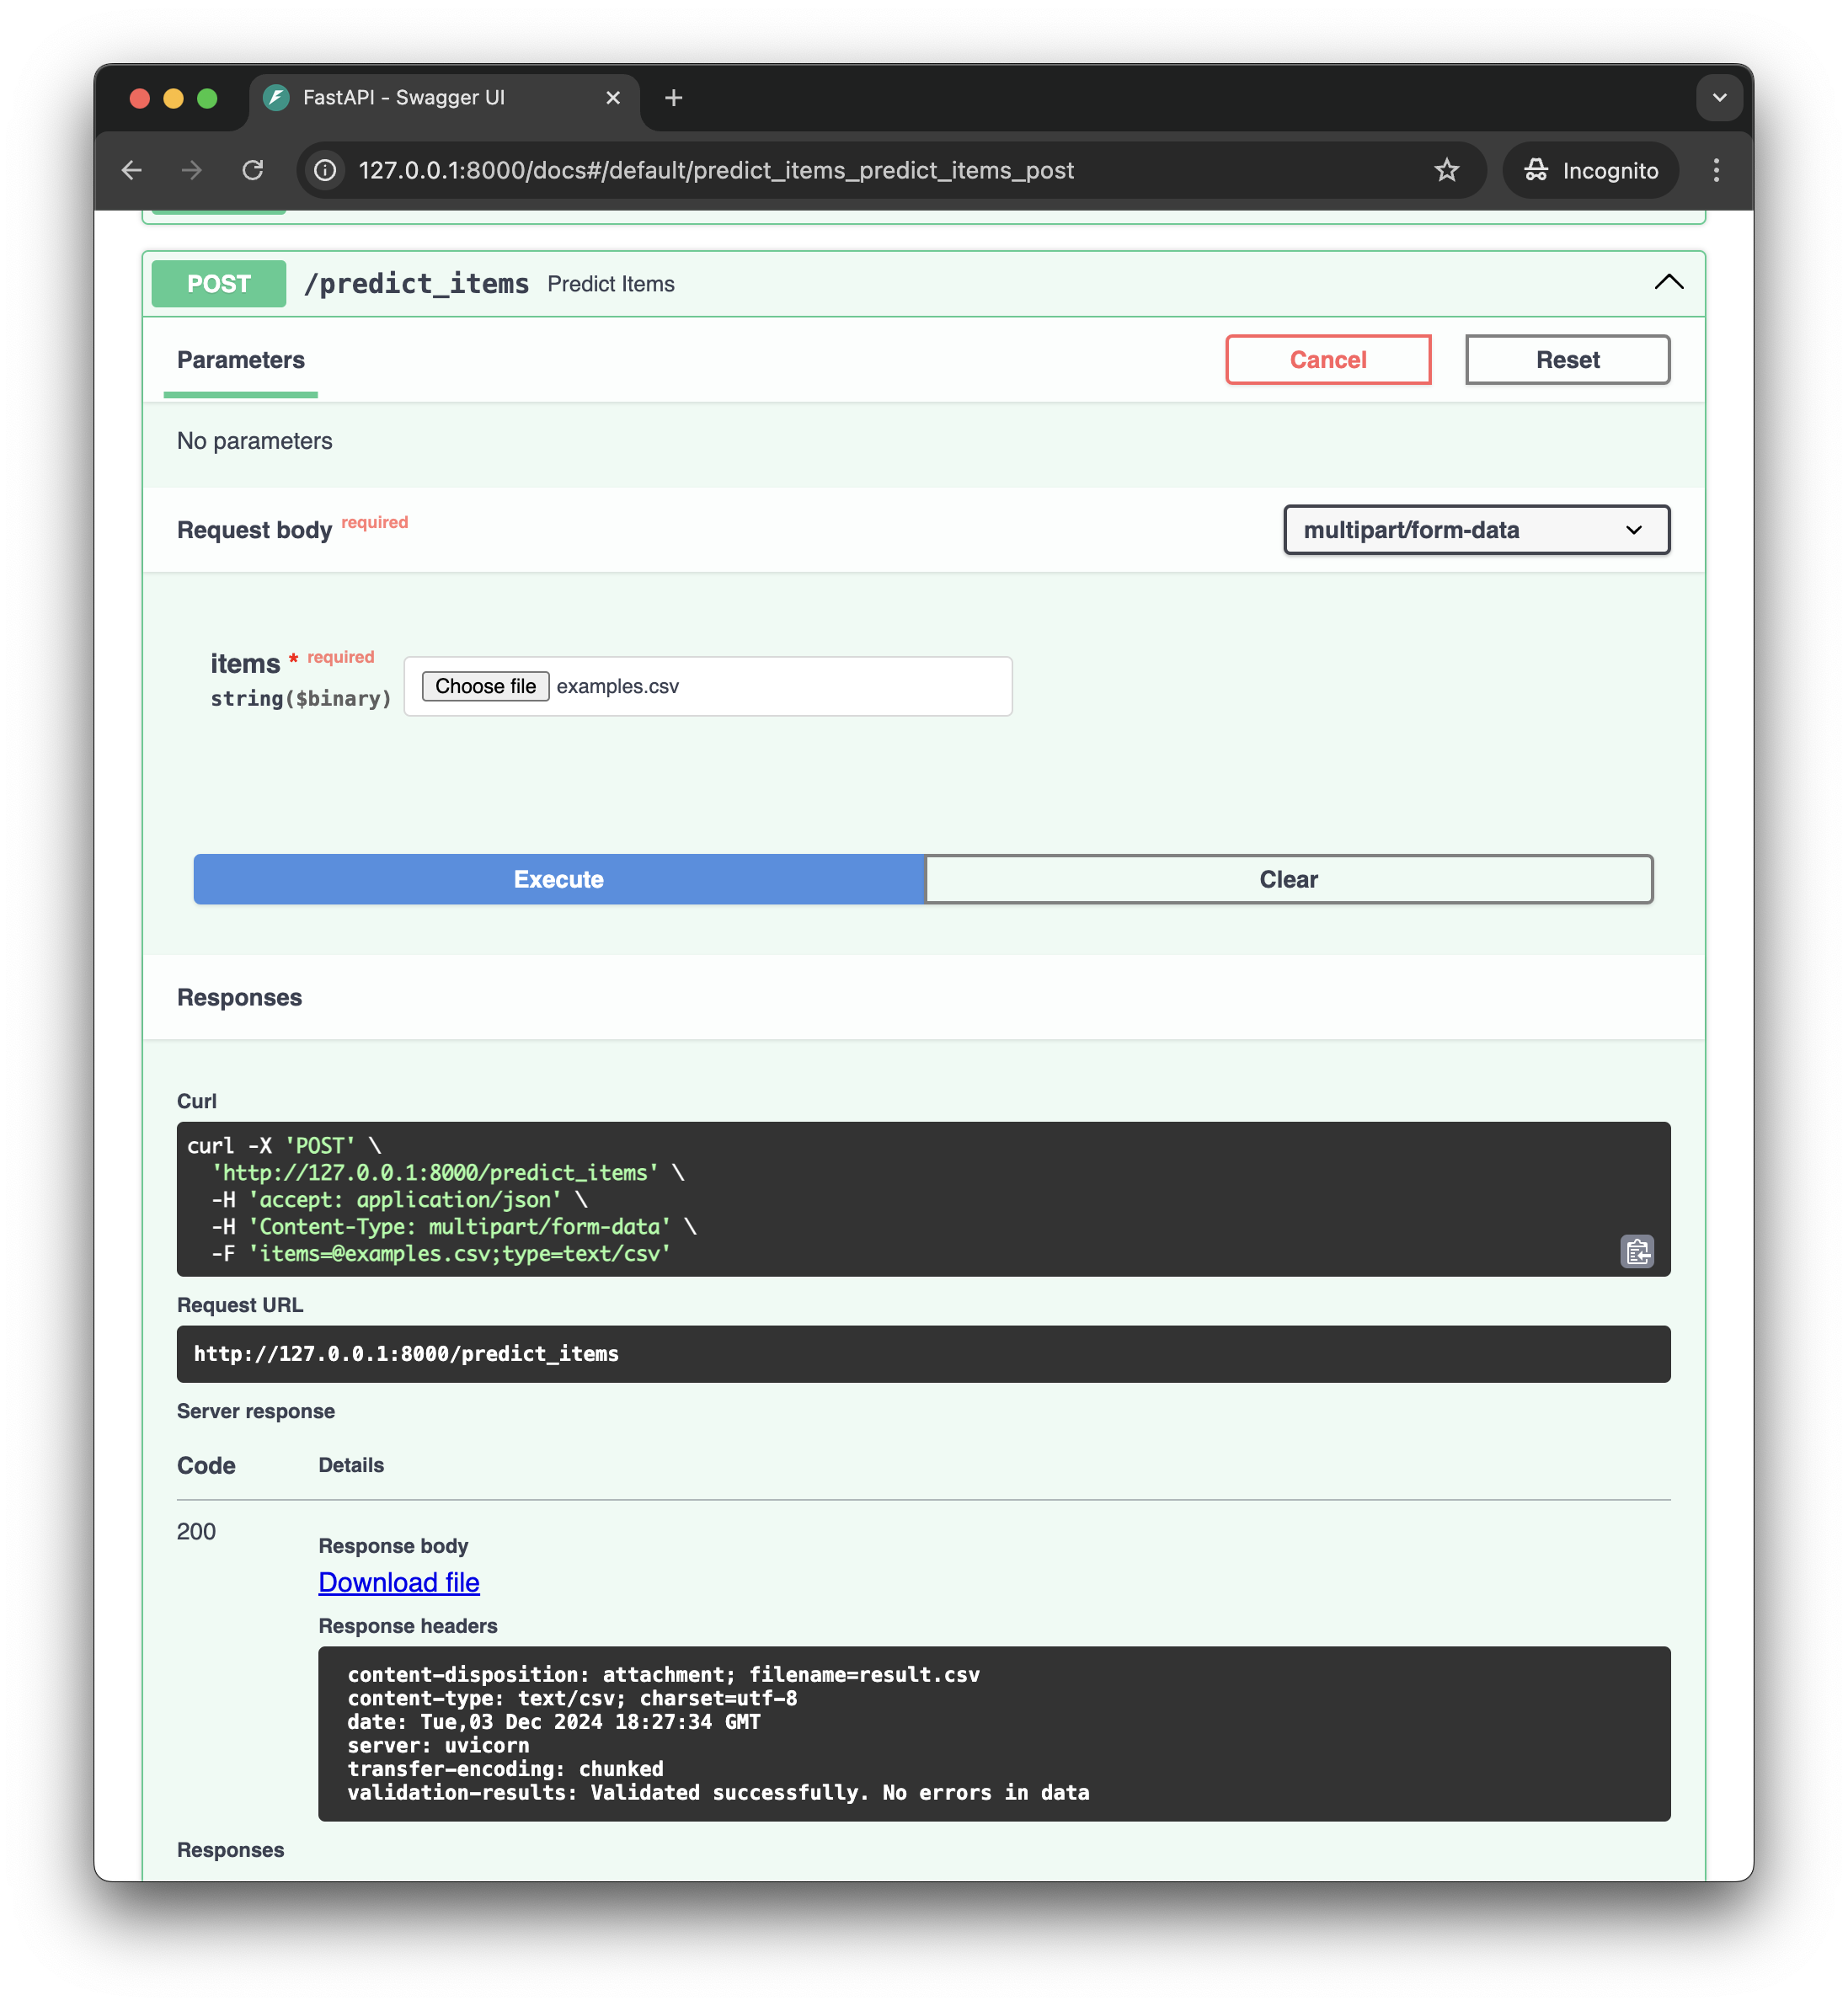 FastAPI - Swagger UI
127.0.0.1:8000/docs#/default/predict_items_predict_items_post
Incognito
POST /predict_items Predict Items
Parameters
Cancel
Reset
No parameters
Request body required
multipart/form-data
items * required
string($binary)
Choose file examples.csv
Execute
Clear
Responses
Curl
curl -X 'POST' \
'http://127.0.0.1:8000/predict_items' \
-H 'accept: application/json' \
-H 'Content-Type: multipart/form-data' \
-F 'items=@examples.csv;type=text/csv'
Request URL
http://127.0.0.1:8000/predict_items
Server response
Code Details
200
Response body
Download file
Response headers
content-disposition: attachment; filename=result.csv
content-type: text/csv; charset=utf-8
date: Tue,03 Dec 2024 18:27:34 GMT
server: uvicorn
transfer-encoding: chunked
validation-results: Validated successfully. No errors in data
Responses